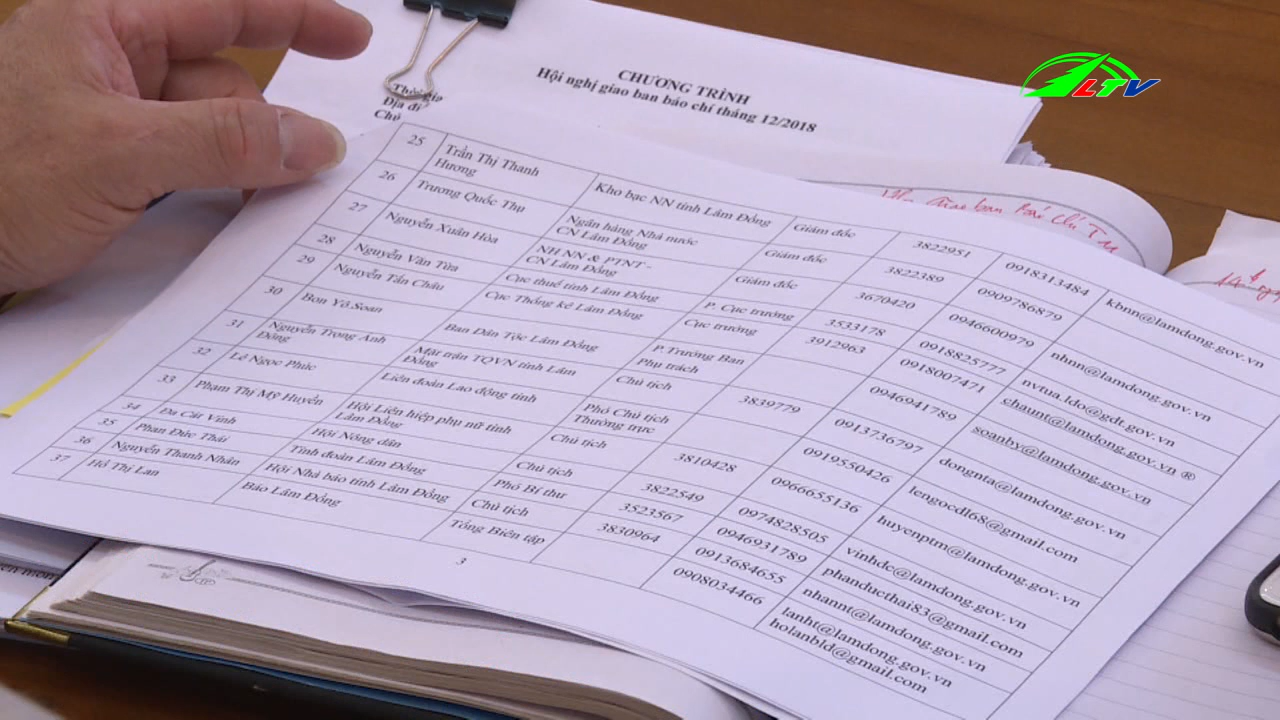 LTV
CHƯƠNG TRÌNH
Hội nghị giao ban báo chí tháng 12/2018
Địa đi
25 Trần Thị Thanh Hương Kho bạc NN tỉnh Lâm Đồng Giám đốc 3822951 0918313484 kbnn@lamdong.gov.vn
26 Trương Quốc Thụ Ngân hàng Nhà nước CN Lâm Đồng Giám đốc 3822389 0909786879 nhnn@lamdong.gov.vn
27 Nguyễn Xuân Hòa NH NN & PTNT - CN Lâm Đồng Giám đốc 3670420 0946600979
28 Nguyễn Văn Từa Cục thuế tỉnh Lâm Đồng P. Cục trưởng 3533178 0918825777 nvtua.ldo@gdt.gov.vn
29 Nguyễn Tấn Châu Cục Thống kê Lâm Đồng Cục trưởng 3912963 0918007471 chaunt@lamdong.gov.vn ®
30 Bon Yô Soan Ban Dân Tộc Lâm Đồng P.Trưởng Ban Phụ trách 0946941789 soanby@lamdong.gov.vn
31 Nguyễn Trọng Ánh Đông Mặt trận TQVN tỉnh Lâm Đồng Chủ tịch 3839779 0913736797 dongnta@lamdong.gov.vn
32 Lê Ngọc Phúc Liên đoàn Lao động tỉnh Phó Chủ tịch Thường trực 0919550426 lengocdl68@gmail.com
33 Phạm Thị Mỹ Huyền Hội Liên hiệp phụ nữ tỉnh Lâm Đồng Chủ tịch 3810428 0966655136 huyenptm@lamdong.gov.vn
34 Đa Cát Vinh Hội Nông dân Chủ tịch 3822549 0974828505 vinhdc@lamdong.gov.vn
35 Phan Đức Thái Tỉnh đoàn Lâm Đồng Phó Bí thư 3523567 0946931789 phanducthai83@gmail.com
36 Nguyễn Thanh Nhân Hội Nhà báo tỉnh Lâm Đồng Chủ tịch 3830964 0913684655 nhannt@lamdong.gov.vn
37 Hồ Thị Lan Báo Lâm Đồng Tổng Biên tập 0908034466 lanht@lamdong.gov.vn
holanbld@gmail.com
3